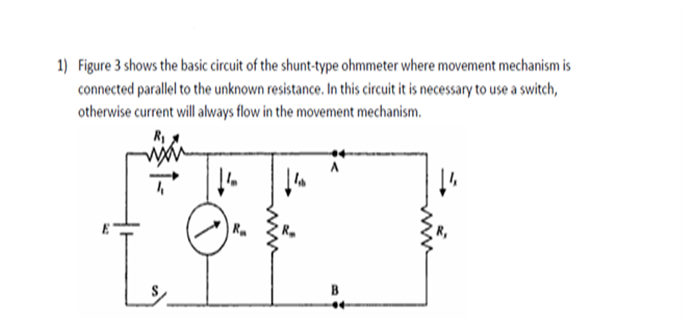 1) Figure 3 shows the basic circuit of the shunt-type ohmmeter where movement mechanism is
connected parallel to the unknown resistance. In this circuit it is necessary to use a switch,
otherwise current will always flow in the movement mechanism.
R₁
A
I₁ Iₘ Iₛₕ Iₓ
E Rₘ Rₘ Rₓ
S B